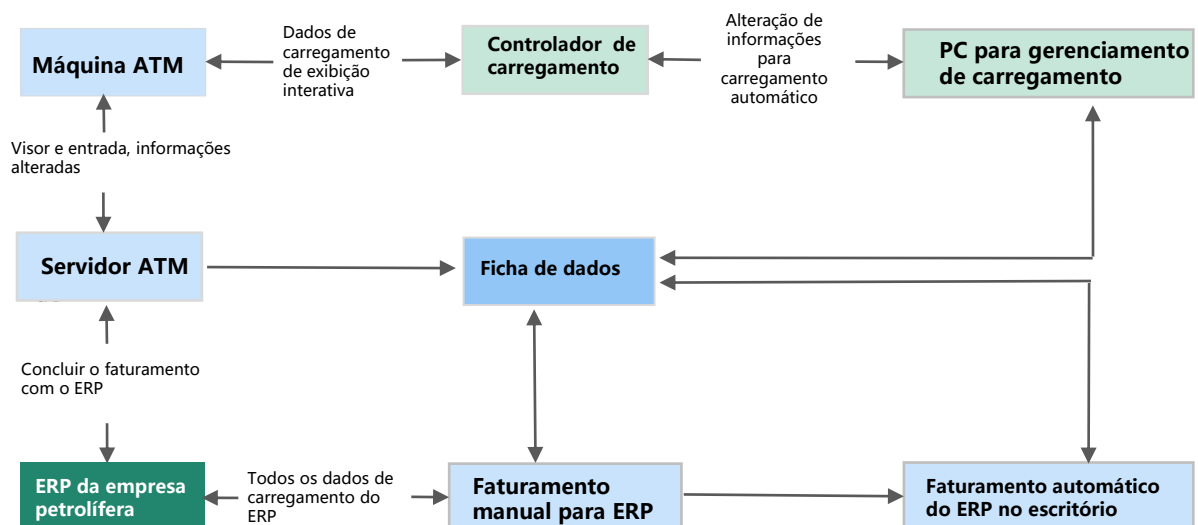 Máquina ATM
Dados de
carregamento
de exibição
interativa
Controlador de
carregamento
Alteração de
informações
para
carregamento
automático
PC para gerenciamento
de carregamento
Visor e entrada, informações
alteradas
Servidor ATM
Ficha de dados
Concluir o faturamento
com o ERP
ERP da empresa
petrolífera
Todos os dados de
carregamento do
ERP
Faturamento
manual para ERP
Faturamento automático
do ERP no escritório